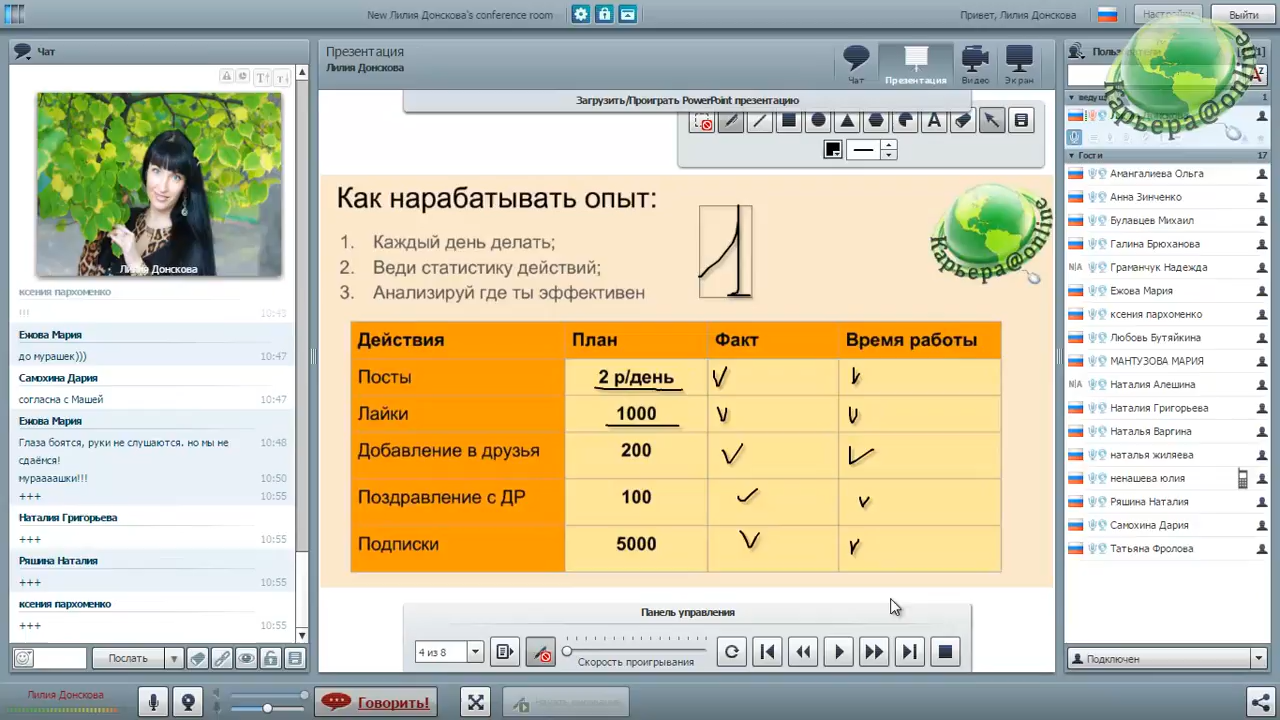 New Лилия Донскова's conference room
Привет, Лилия Донскова
Настройки
Выйти
Чат
Лилия Донскова
ксения пархоменко
!!!
10:45
Ежова Мария
до мурашек)))
10:47
Самохина Дария
согласна с Машей
10:47
Ежова Мария
Глаза боятся, руки не слушаются. но мы не
10:48
сдаёмся!
мураааашки!!!
10:50
+++
10:55
Наталия Григорьева
+++
10:55
Ряшина Наталия
+++
10:55
ксения пархоменко
+++
10:55
Послать
Презентация
Лилия Донскова
Чат
Презентация
Видео
Экран
Загрузить/Проиграть PowerPoint презентацию
Как нарабатывать опыт:
1. Каждый день делать;
2. Веди статистику действий;
3. Анализируй где ты эффективен
карьера@online
Действия План Факт Время работы
Посты 2 р/день
Лайки 1000
Добавление в друзья 200
Поздравление с ДР 100
Подписки 5000
Панель управления
4 из 8
Скорость проигрывания
карьера@online
ведущ
1
Гости
17
Амангалиева Ольга
Анна Зинченко
Булавцев Михаил
Галина Брюханова
N/A Граманчук Надежда
Ежова Мария
ксения пархоменко
Любовь Бутяйкина
МАНТУЗОВА МАРИЯ
N/A Наталия Алешина
Наталия Григорьева
Наталья Варгина
наталья жиляева
ненашева юлия
Ряшина Наталия
Самохина Дария
Татьяна Фролова
Подключен
Лилия Донскова
Говорить!